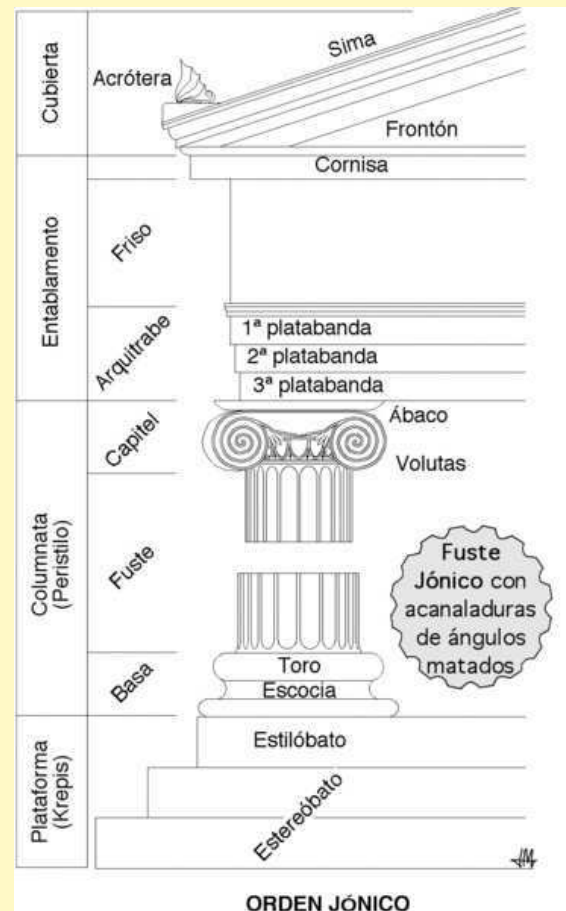 Cubierta
Acrótera
Sima
Frontón
Entablamento
Cornisa
Friso
Arquitrabe
1ª platabanda
2ª platabanda
3ª platabanda
Columnata
(Peristilo)
Capitel
Ábaco
Volutas
Fuste
Fuste
Jónico con
acanaladuras
de ángulos
matados
Basa
Toro
Escocia
Plataforma
(Krepis)
Estilóbato
Estereóbato
ORDEN JÓNICO